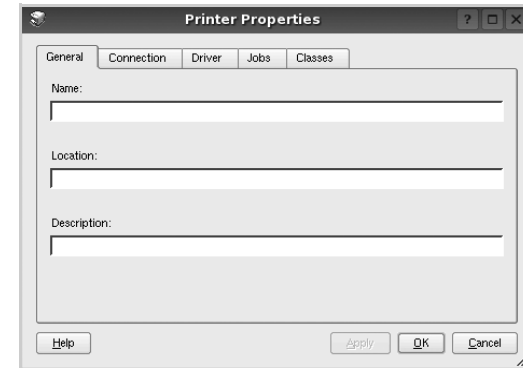 Printer Properties
General Connection Driver Jobs Classes
Name:
Location:
Description:
Help Apply OK Cancel